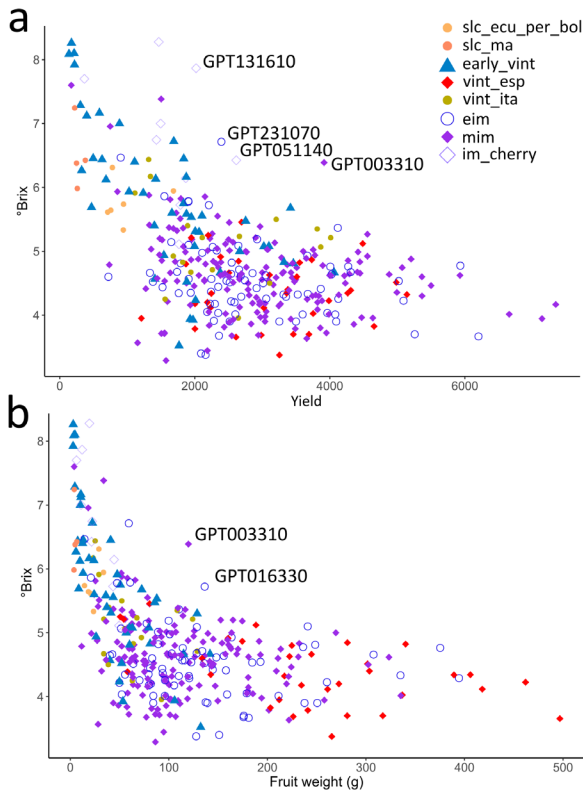 a
slc_ecu_per_bol
slc_ma
early_vint
vint_esp
vint_ita
eim
mim
im_cherry
GPT131610
GPT231070
GPT051140
GPT003310
°Brix
8
7
6
5
4
0
2000
4000
6000
Yield
b
GPT003310
GPT016330
°Brix
8
7
6
5
4
0
100
200
300
400
500
Fruit weight (g)